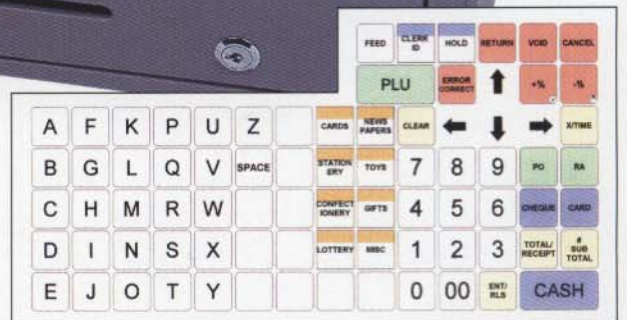 FEED CLERK ID HOLD RETURN VOID CANCEL
PLU ERROR CORRECT +% -%
A F K P U Z CARDS NEWS PAPERS CLEAR X/TIME
B G L Q V SPACE STATION ERY TOYS 7 8 9 PO RA
C H M R W CONFECT IONERY GIFTS 4 5 6 CHEQUE CARD
D I N S X LOTTERY MISC 1 2 3 TOTAL/ RECEIPT # SUB TOTAL
E J O T Y 0 00 ENT/ RLS CASH